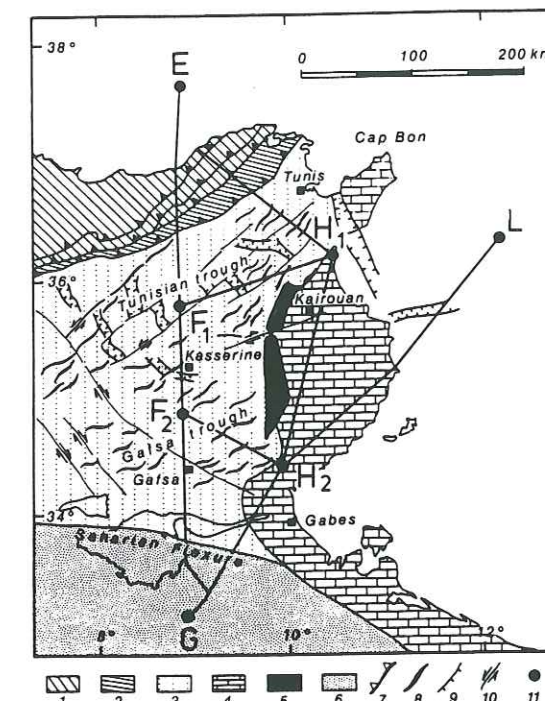 38°
E
0 100 200 km
Cap Bon
Tunis
H1
L
36°
Tunisian trough
Kairouan
F1
Kasserine
F2
Gafsa trough
Gafsa
H2
34°
Gabes
Saharian flexure
8° G 10° 12°
1 2 3 4 5 6 7 8 9 10 11